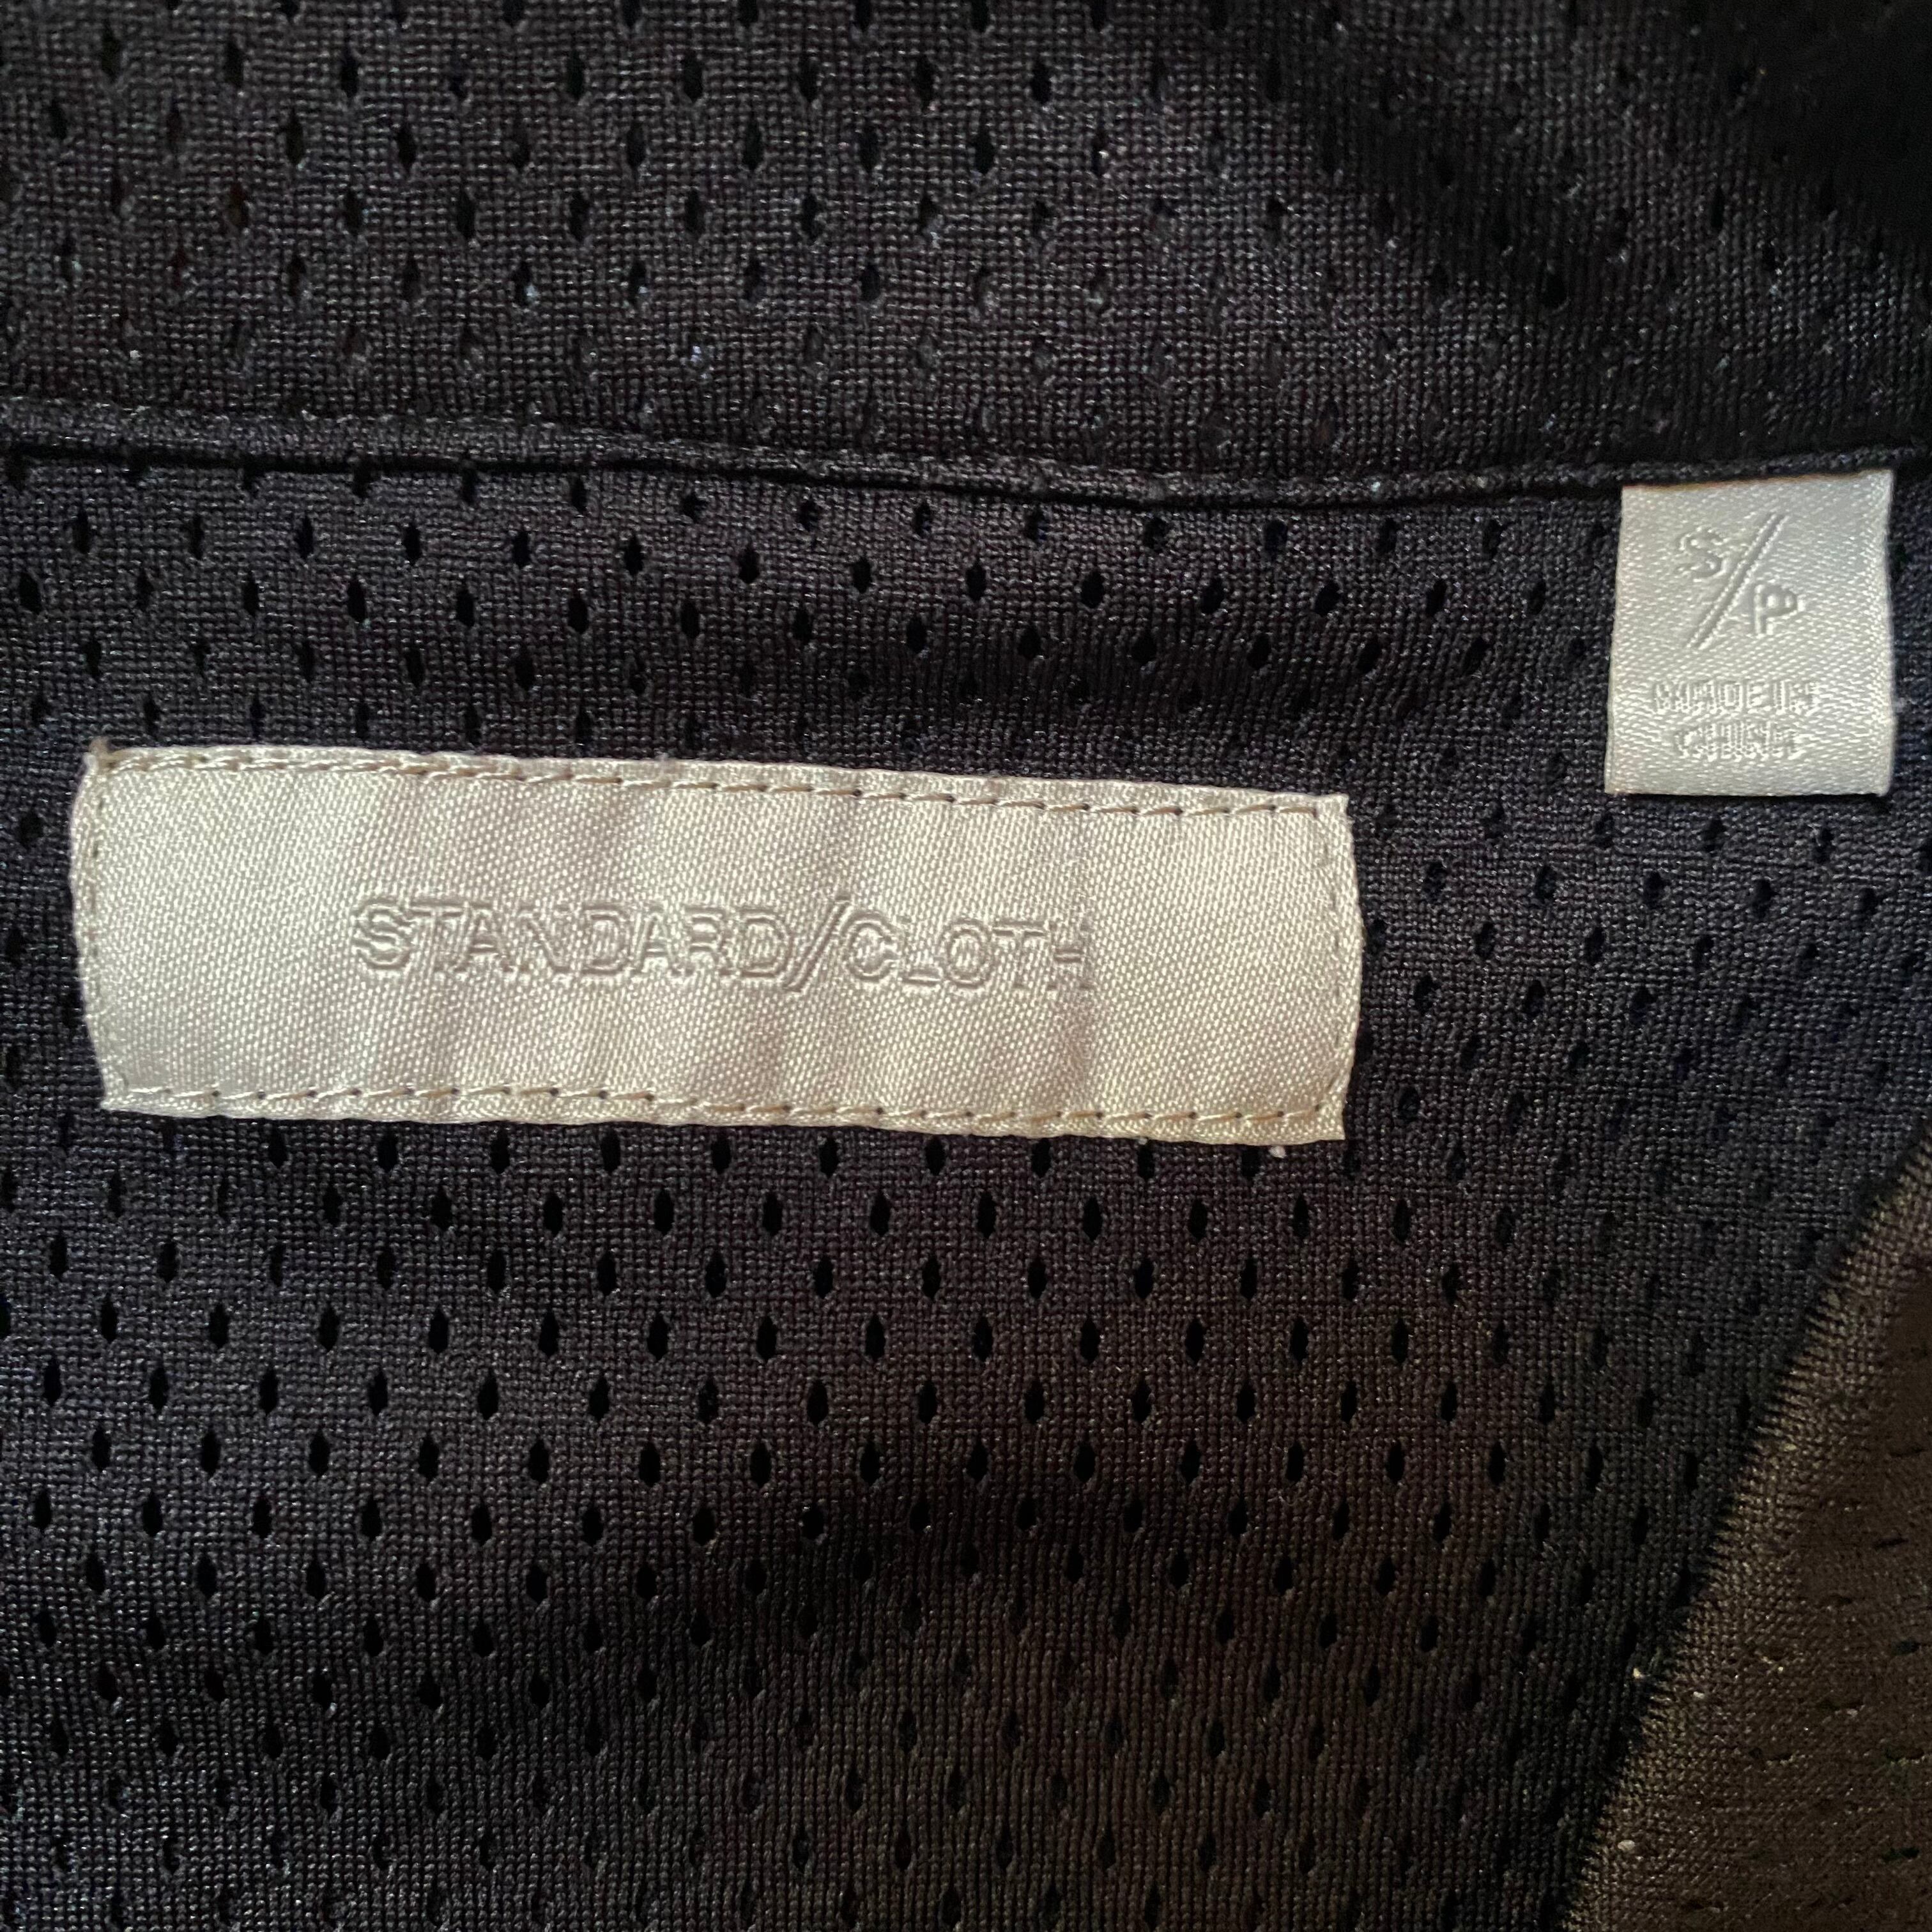 S/P
MADE IN
CHINA
STANDARD/CLOTH